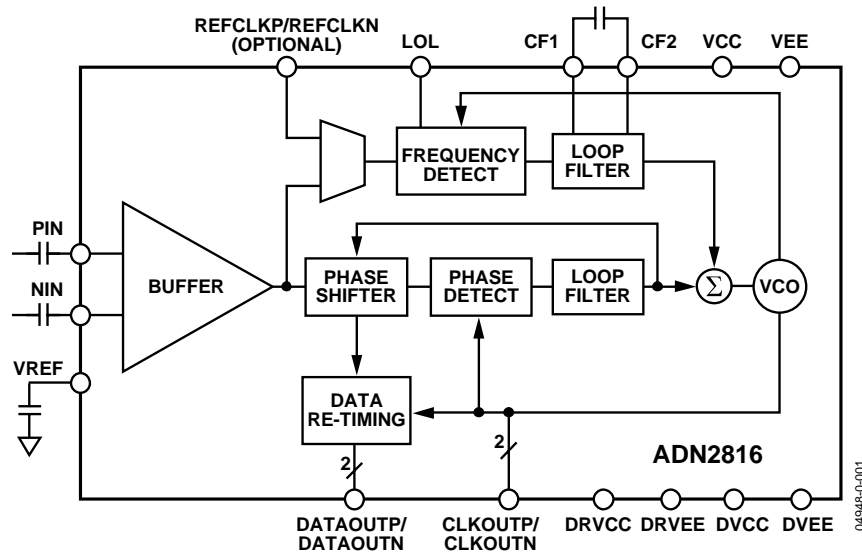 REFCLKP/REFCLKN
(OPTIONAL)
LOL
CF1
CF2
VCC
VEE
FREQUENCY
DETECT
LOOP
FILTER
PIN
NIN
VREF
BUFFER
PHASE
SHIFTER
PHASE
DETECT
LOOP
FILTER
Σ
VCO
DATA
RE-TIMING
2
2
ADN2816
DATAOUTP/
DATAOUTN
CLKOUTP/
CLKOUTN
DRVCC
DRVEE
DVCC
DVEE
04948-0-001